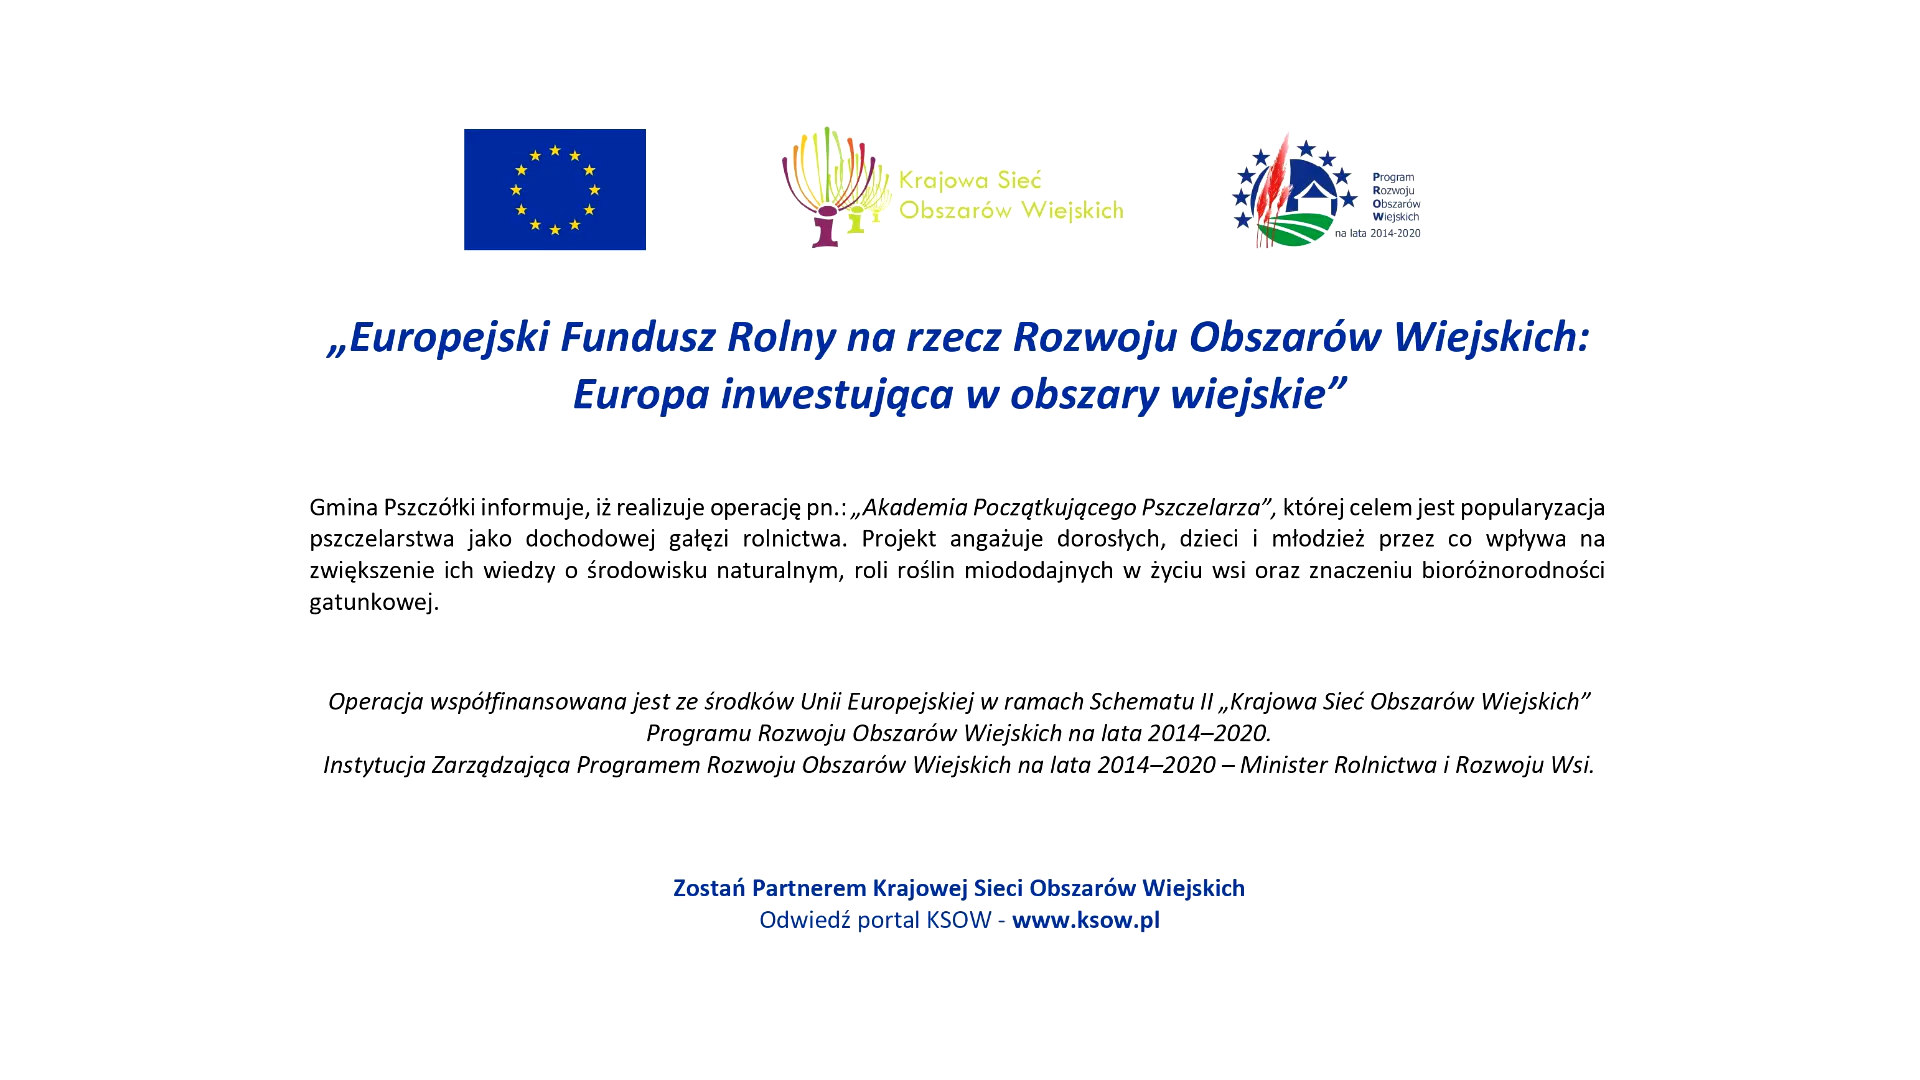 Krajowa Sieć
Obszarów Wiejskich
Program
Rozwoju
Obszarów
Wiejskich
na lata 2014-2020
„Europejski Fundusz Rolny na rzecz Rozwoju Obszarów Wiejskich:
Europa inwestująca w obszary wiejskie”
Gmina Pszczółki informuje, iż realizuje operację pn.: „Akademia Początkującego Pszczelarza”, której celem jest popularyzacja
pszczelarstwa jako dochodowej gałęzi rolnictwa. Projekt angażuje dorosłych, dzieci i młodzież przez co wpływa na
zwiększenie ich wiedzy o środowisku naturalnym, roli roślin miododajnych w życiu wsi oraz znaczeniu bioróżnorodności
gatunkowej.
Operacja współfinansowana jest ze środków Unii Europejskiej w ramach Schematu II „Krajowa Sieć Obszarów Wiejskich”
Programu Rozwoju Obszarów Wiejskich na lata 2014–2020.
Instytucja Zarządzająca Programem Rozwoju Obszarów Wiejskich na lata 2014–2020 – Minister Rolnictwa i Rozwoju Wsi.
Zostań Partnerem Krajowej Sieci Obszarów Wiejskich
Odwiedź portal KSOW - www.ksow.pl